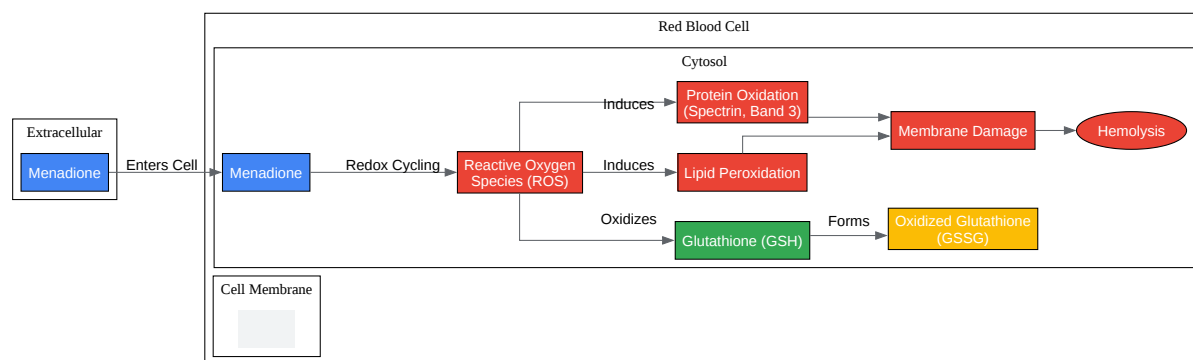 Red Blood Cell
Cytosol
Extracellular
Menadione
Enters Cell
Menadione
Redox Cycling
Reactive Oxygen
Species (ROS)
Induces
Protein Oxidation
(Spectrin, Band 3)
Induces
Lipid Peroxidation
Membrane Damage
Hemolysis
Oxidizes
Glutathione (GSH)
Forms
Oxidized Glutathione
(GSSG)
Cell Membrane